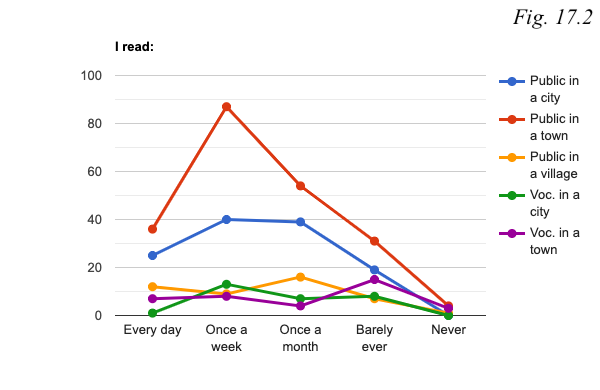 Fig. 17.2
I read:
100
80
60
40
20
0
Every day
Once a
week
Once a
month
Barely
ever
Never
Public in
a city
Public in
a town
Public in
a village
Voc. in a
city
Voc. in a
town